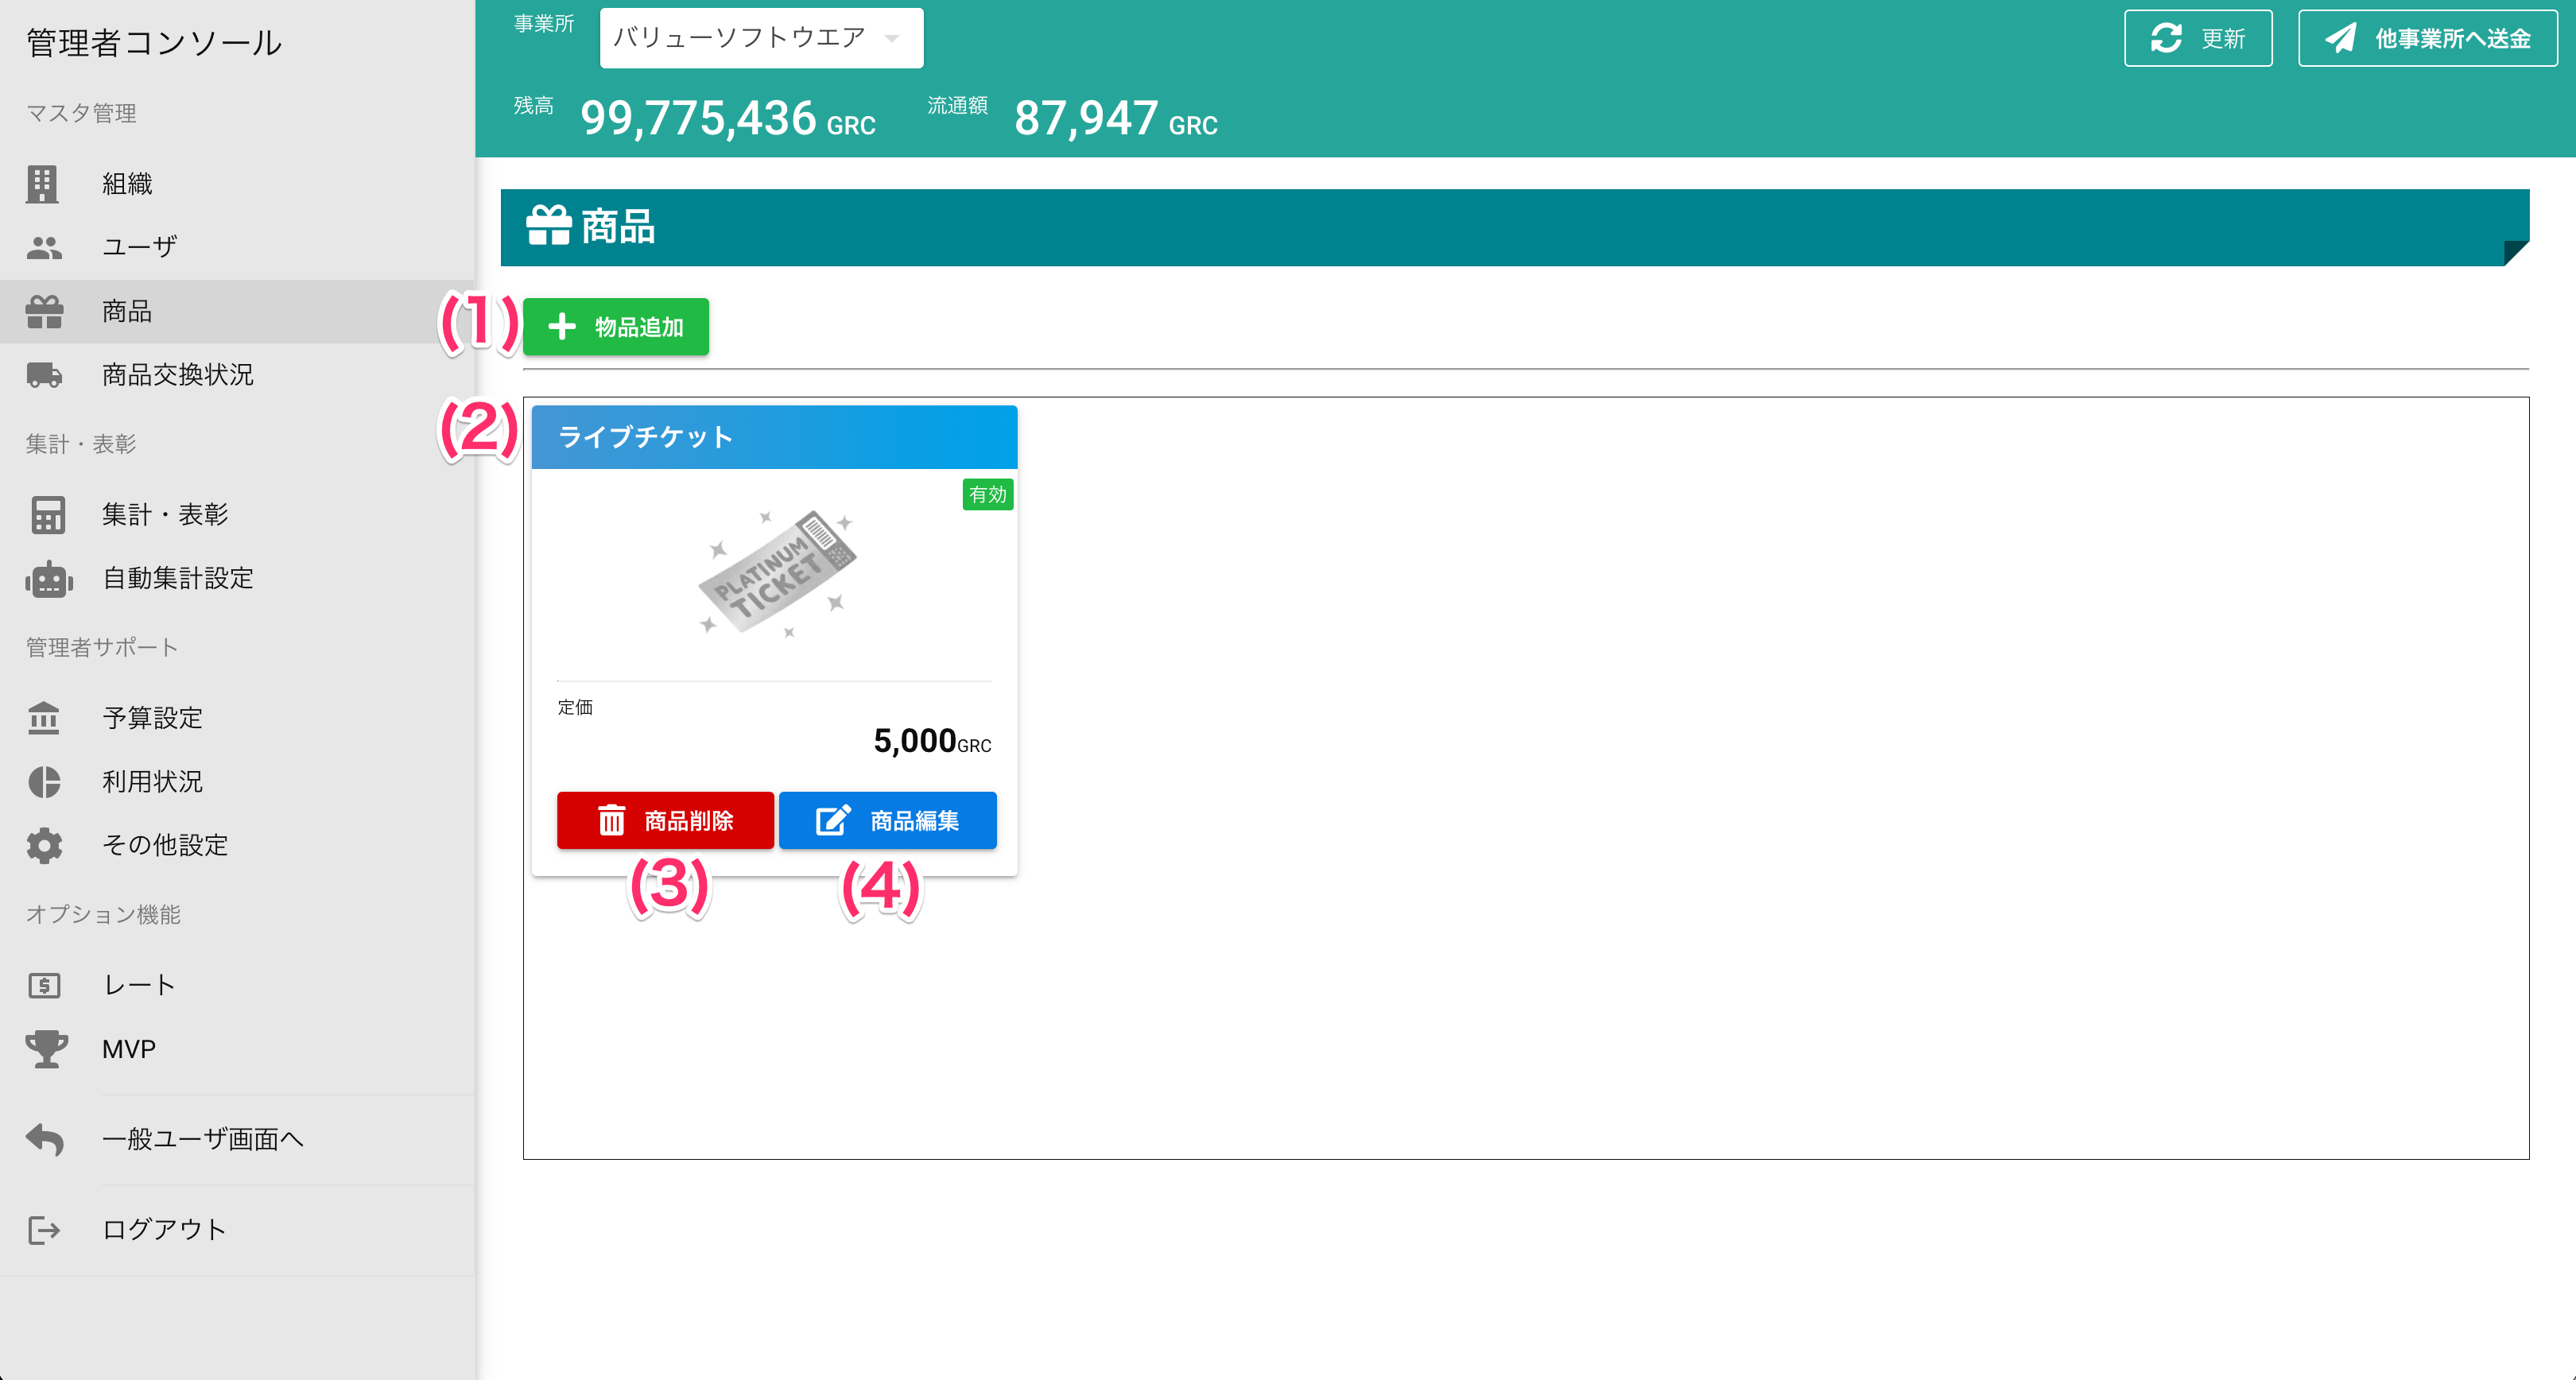 管理者コンソール
マスタ管理
組織
ユーザ
商品
商品交換状況
集計・表彰
集計・表彰
自動集計設定
管理者サポート
予算設定
利用状況
その他設定
オプション機能
レート
MVP
一般ユーザ画面へ
ログアウト
事業所 バリューソフトウエア
更新 他事業所へ送金
残高 99,775,436 GRC 流通額 87,947 GRC
商品
(1) 物品追加
(2) ライブチケット
有効
PLATINUM
TICKET
定価
5,000GRC
商品削除 商品編集
(3) (4)